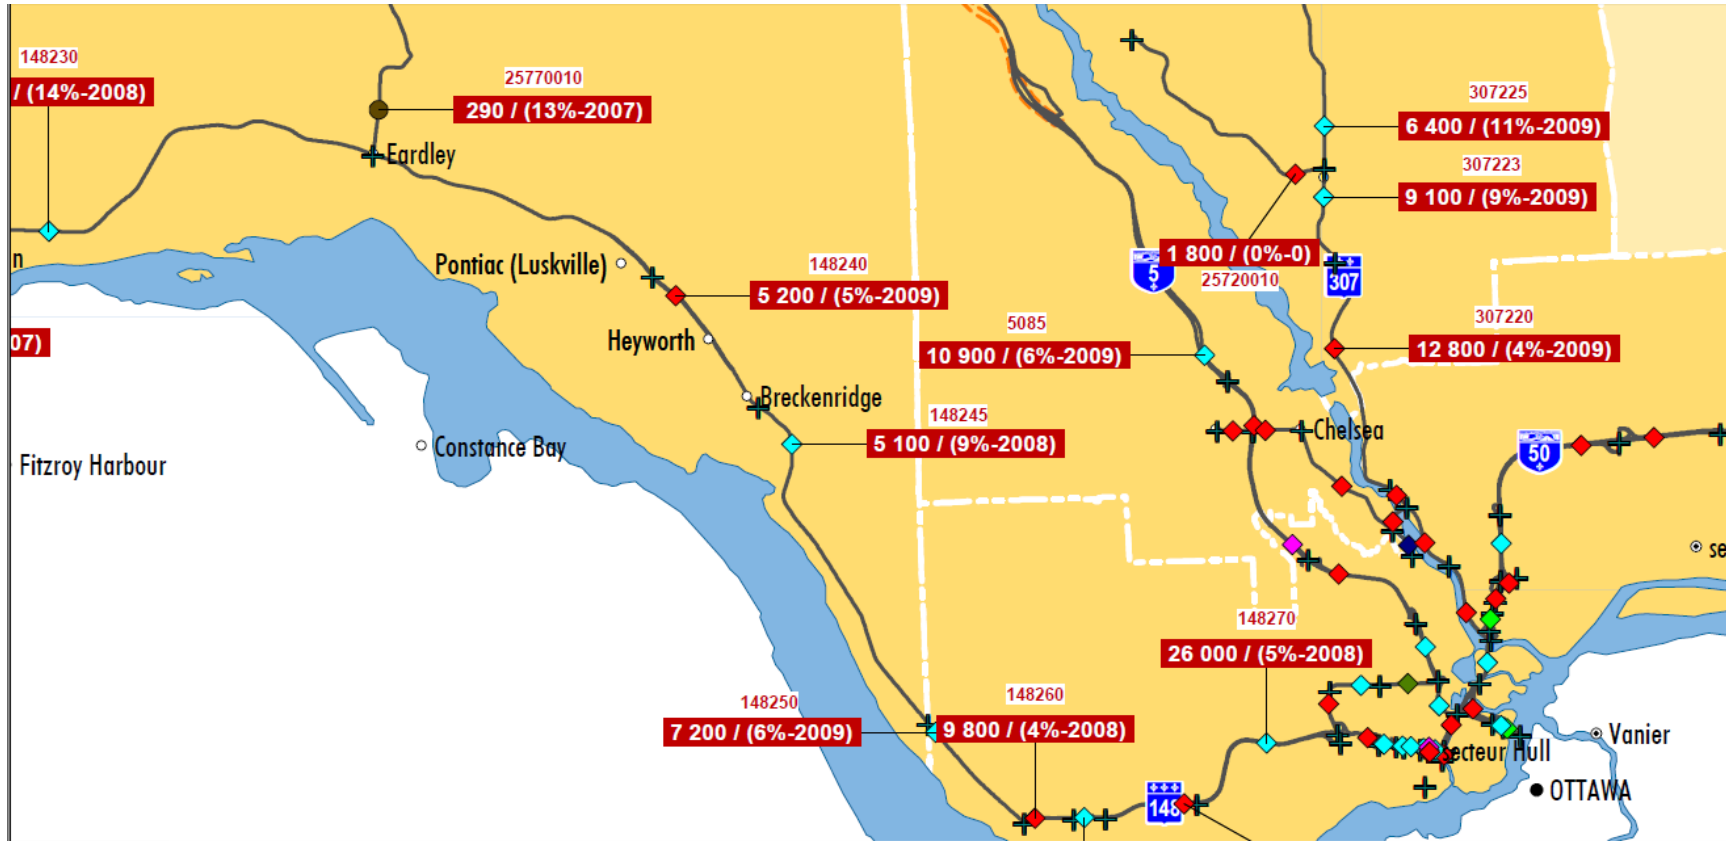 148230
/ (14%-2008)
25770010
290 / (13%-2007)
307225
6 400 / (11%-2009)
Eardley
307223
9 100 / (9%-2009)
n
Pontiac (Luskville)
148240
5 200 / (5%-2009)
1 800 / (0%-0)
5
25720010
307
07)
Heyworth
5085
10 900 / (6%-2009)
307220
12 800 / (4%-2009)
Breckenridge
148245
5 100 / (9%-2008)
Chelsea
Constance Bay
Fitzroy Harbour
50
se
148270
26 000 / (5%-2008)
148250
7 200 / (6%-2009)
148260
9 800 / (4%-2008)
Vanier
ecteur Hull
OTTAWA
148